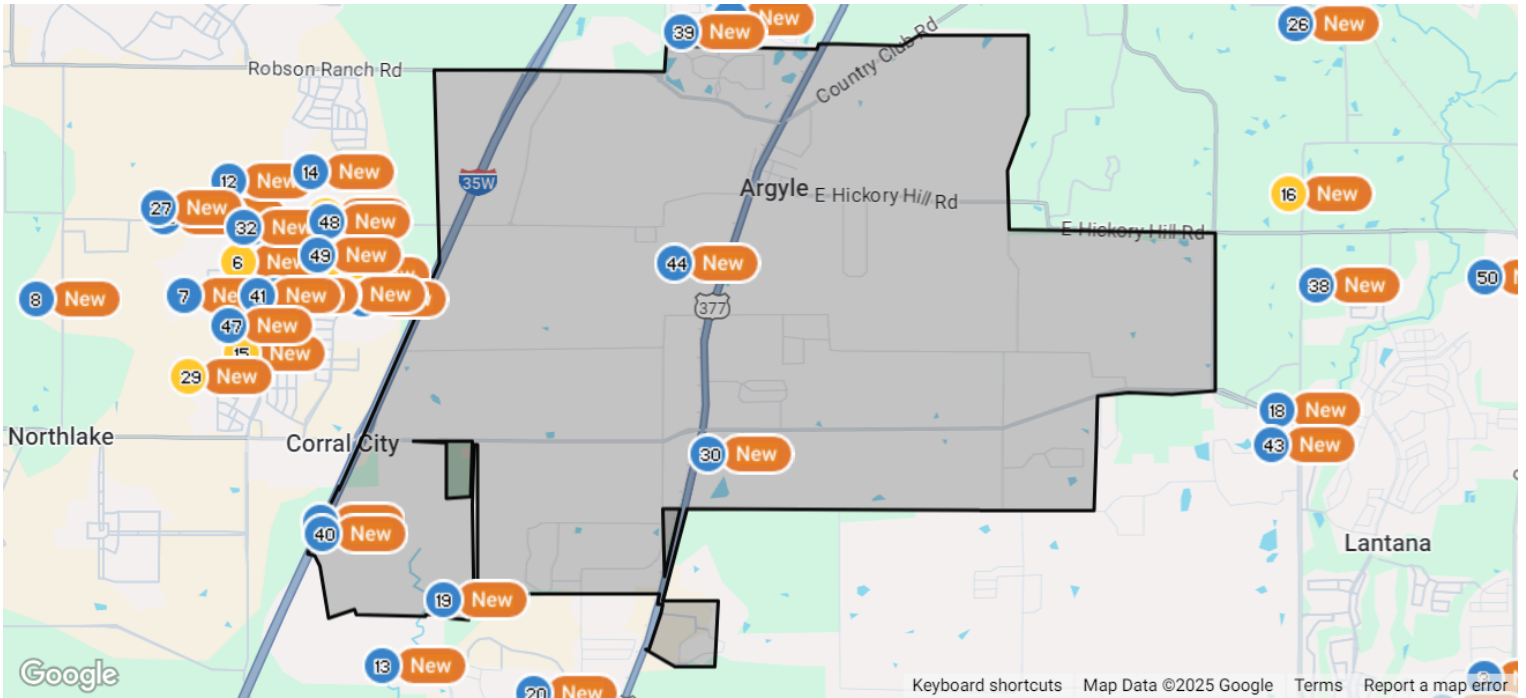 39 New
New
26 New
Country Club Rd
Robson Ranch Rd
12 New
14 New
35W
Argyle
E Hickory Hill Rd
16 New
27 New
32 New
48 New
E Hickory Hill Rd
6 New
49 New
44 New
50
8 New
7 Ne
41 New
New
38 New
377
47 New
15 New
29 New
18 New
Northlake
Corral City
43 New
30 New
40 New
Lantana
19 New
13 New
20 New
Google
Keyboard shortcuts
Map Data ©2025 Google
Terms
Report a map error